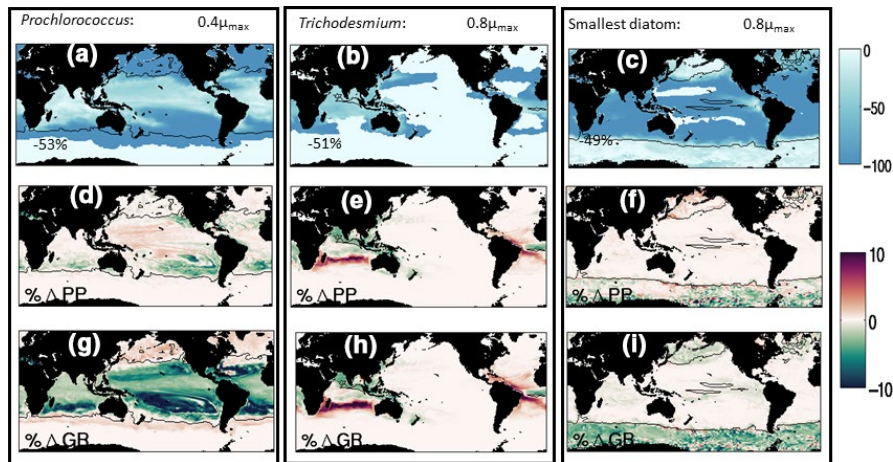 Prochlorococcus: 0.4μmax
Trichodesmium: 0.8μmax
Smallest diatom: 0.8μmax
(a)
(b)
(c)
-53%
-51%
-49%
0
-50
-100
(d)
(e)
(f)
% Δ PP
% Δ PP
% Δ PP
10
0
-10
(g)
(h)
(i)
% Δ GR
% Δ GR
% Δ GR